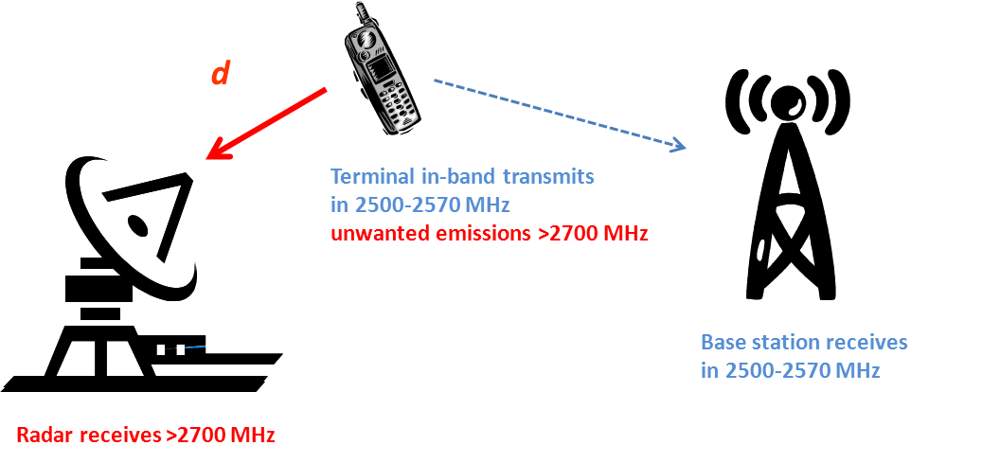 d
Terminal in-band transmits
in 2500-2570 MHz
unwanted emissions >2700 MHz
Base station receives
in 2500-2570 MHz
Radar receives >2700 MHz